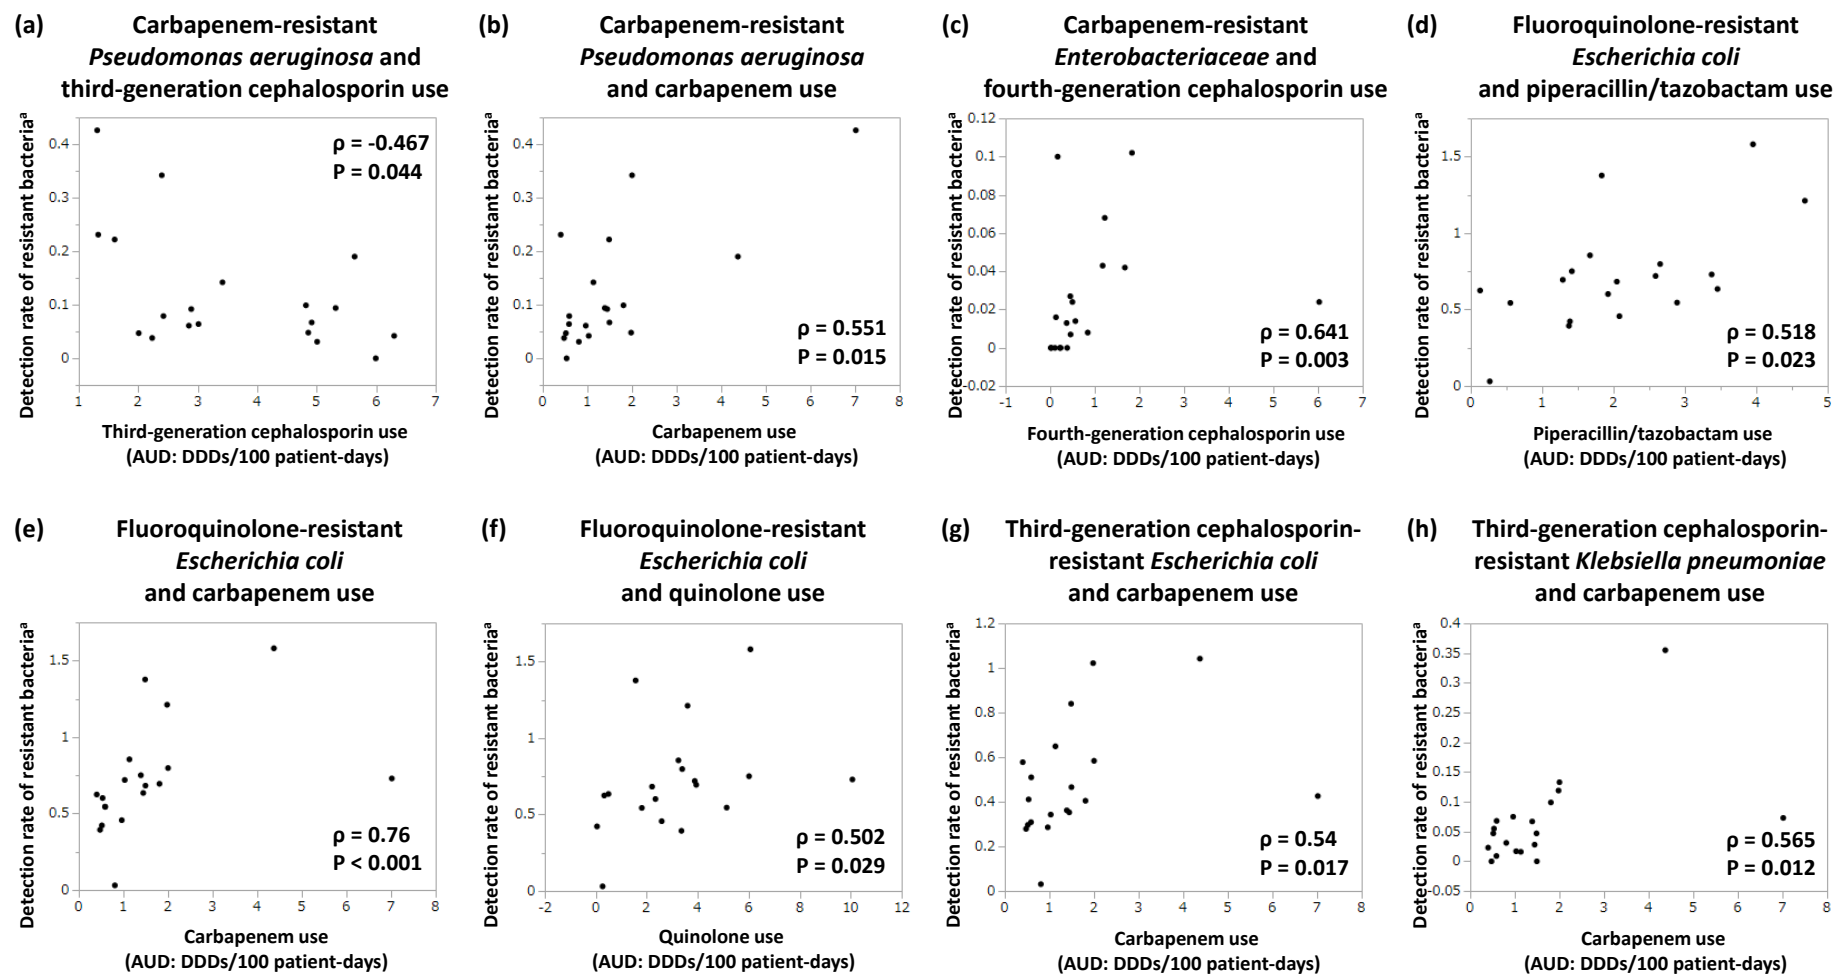 (a) Carbapenem-resistant
Pseudomonas aeruginosa and
third-generation cephalosporin use
Detection rate of resistant bacteriaᵃ
0.4
0.3
0.2
0.1
0
ρ = -0.467
P = 0.044
1 2 3 4 5 6 7
Third-generation cephalosporin use
(AUD: DDDs/100 patient-days)
(b) Carbapenem-resistant
Pseudomonas aeruginosa
and carbapenem use
Detection rate of resistant bacteriaᵃ
0.4
0.3
0.2
0.1
0
ρ = 0.551
P = 0.015
0 1 2 3 4 5 6 7 8
Carbapenem use
(AUD: DDDs/100 patient-days)
(c) Carbapenem-resistant
Enterobacteriaceae and
fourth-generation cephalosporin use
Detection rate of resistant bacteriaᵃ
0.12
0.1
0.08
0.06
0.04
0.02
0
-0.02
ρ = 0.641
P = 0.003
-1 0 1 2 3 4 5 6 7
Fourth-generation cephalosporin use
(AUD: DDDs/100 patient-days)
(d) Fluoroquinolone-resistant
Escherichia coli
and piperacillin/tazobactam use
Detection rate of resistant bacteriaᵃ
1.5
1
0.5
0
ρ = 0.518
P = 0.023
0 1 2 3 4 5
Piperacillin/tazobactam use
(AUD: DDDs/100 patient-days)
(e) Fluoroquinolone-resistant
Escherichia coli
and carbapenem use
Detection rate of resistant bacteriaᵃ
1.5
1
0.5
0
ρ = 0.76
P < 0.001
0 1 2 3 4 5 6 7 8
Carbapenem use
(AUD: DDDs/100 patient-days)
(f) Fluoroquinolone-resistant
Escherichia coli
and quinolone use
Detection rate of resistant bacteriaᵃ
1.5
1
0.5
0
ρ = 0.502
P = 0.029
-2 0 2 4 6 8 10 12
Quinolone use
(AUD: DDDs/100 patient-days)
(g) Third-generation cephalosporin-
resistant Escherichia coli
and carbapenem use
Detection rate of resistant bacteriaᵃ
1.2
1
0.8
0.6
0.4
0.2
0
ρ = 0.54
P = 0.017
0 1 2 3 4 5 6 7 8
Carbapenem use
(AUD: DDDs/100 patient-days)
(h) Third-generation cephalosporin-
resistant Klebsiella pneumoniae
and carbapenem use
Detection rate of resistant bacteriaᵃ
0.4
0.35
0.3
0.25
0.2
0.15
0.1
0.05
0
-0.05
ρ = 0.565
P = 0.012
0 1 2 3 4 5 6 7 8
Carbapenem use
(AUD: DDDs/100 patient-days)